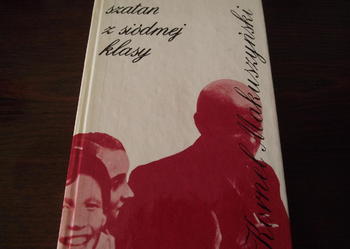 szatan
z siódmej
klasy
Kornel Makuszyński